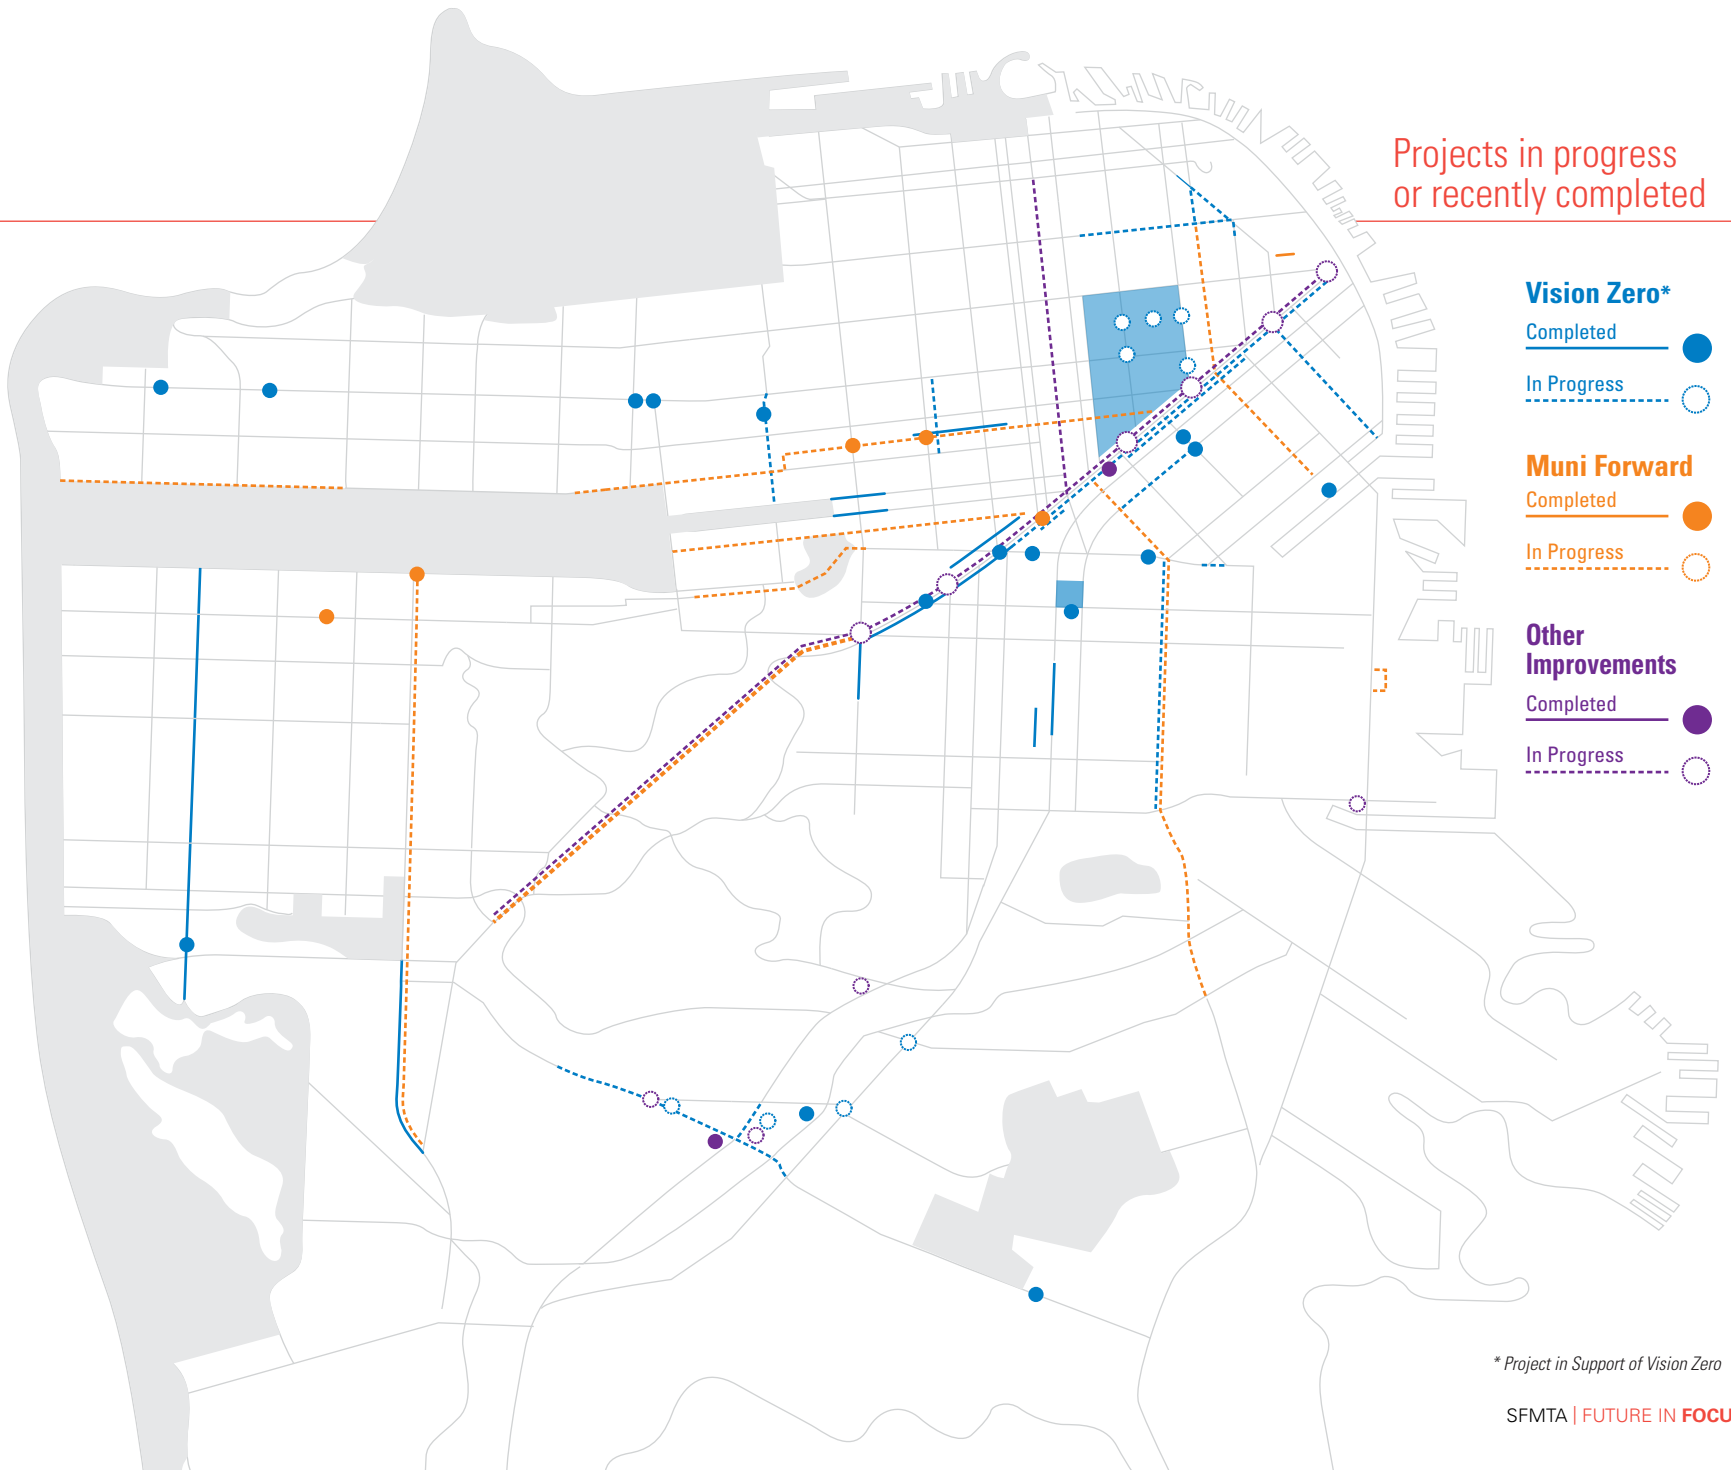 Projects in progress
or recently completed
Vision Zero*
Completed
In Progress
Muni Forward
Completed
In Progress
Other
Improvements
Completed
In Progress
* Project in Support of Vision Zero
SFMTA | FUTURE IN FOCU